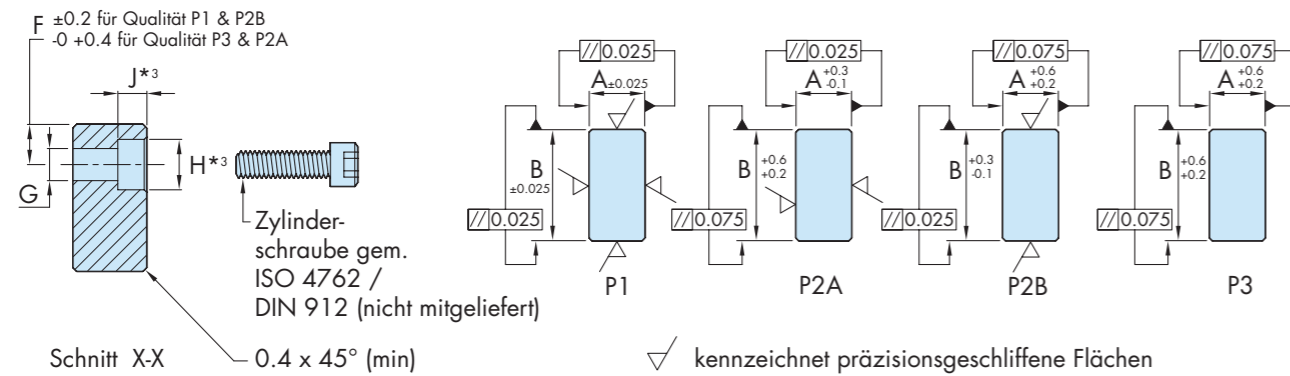 F ±0.2 für Qualität P1 & P2B
-0 +0.4 für Qualität P3 & P2A
J*³
H*³
G
Zylinder-
schraube gem.
ISO 4762 /
DIN 912 (nicht mitgeliefert)
Schnitt X-X
0.4 x 45° (min)
//0.025
A±0.025
B
±0.025
//0.025
P1
//0.025
A +0.3
-0.1
B +0.6
+0.2
//0.075
P2A
//0.075
A +0.6
+0.2
B +0.3
-0.1
//0.025
P2B
//0.075
A +0.6
+0.2
B +0.6
+0.2
//0.075
P3
kennzeichnet präzisionsgeschliffene Flächen